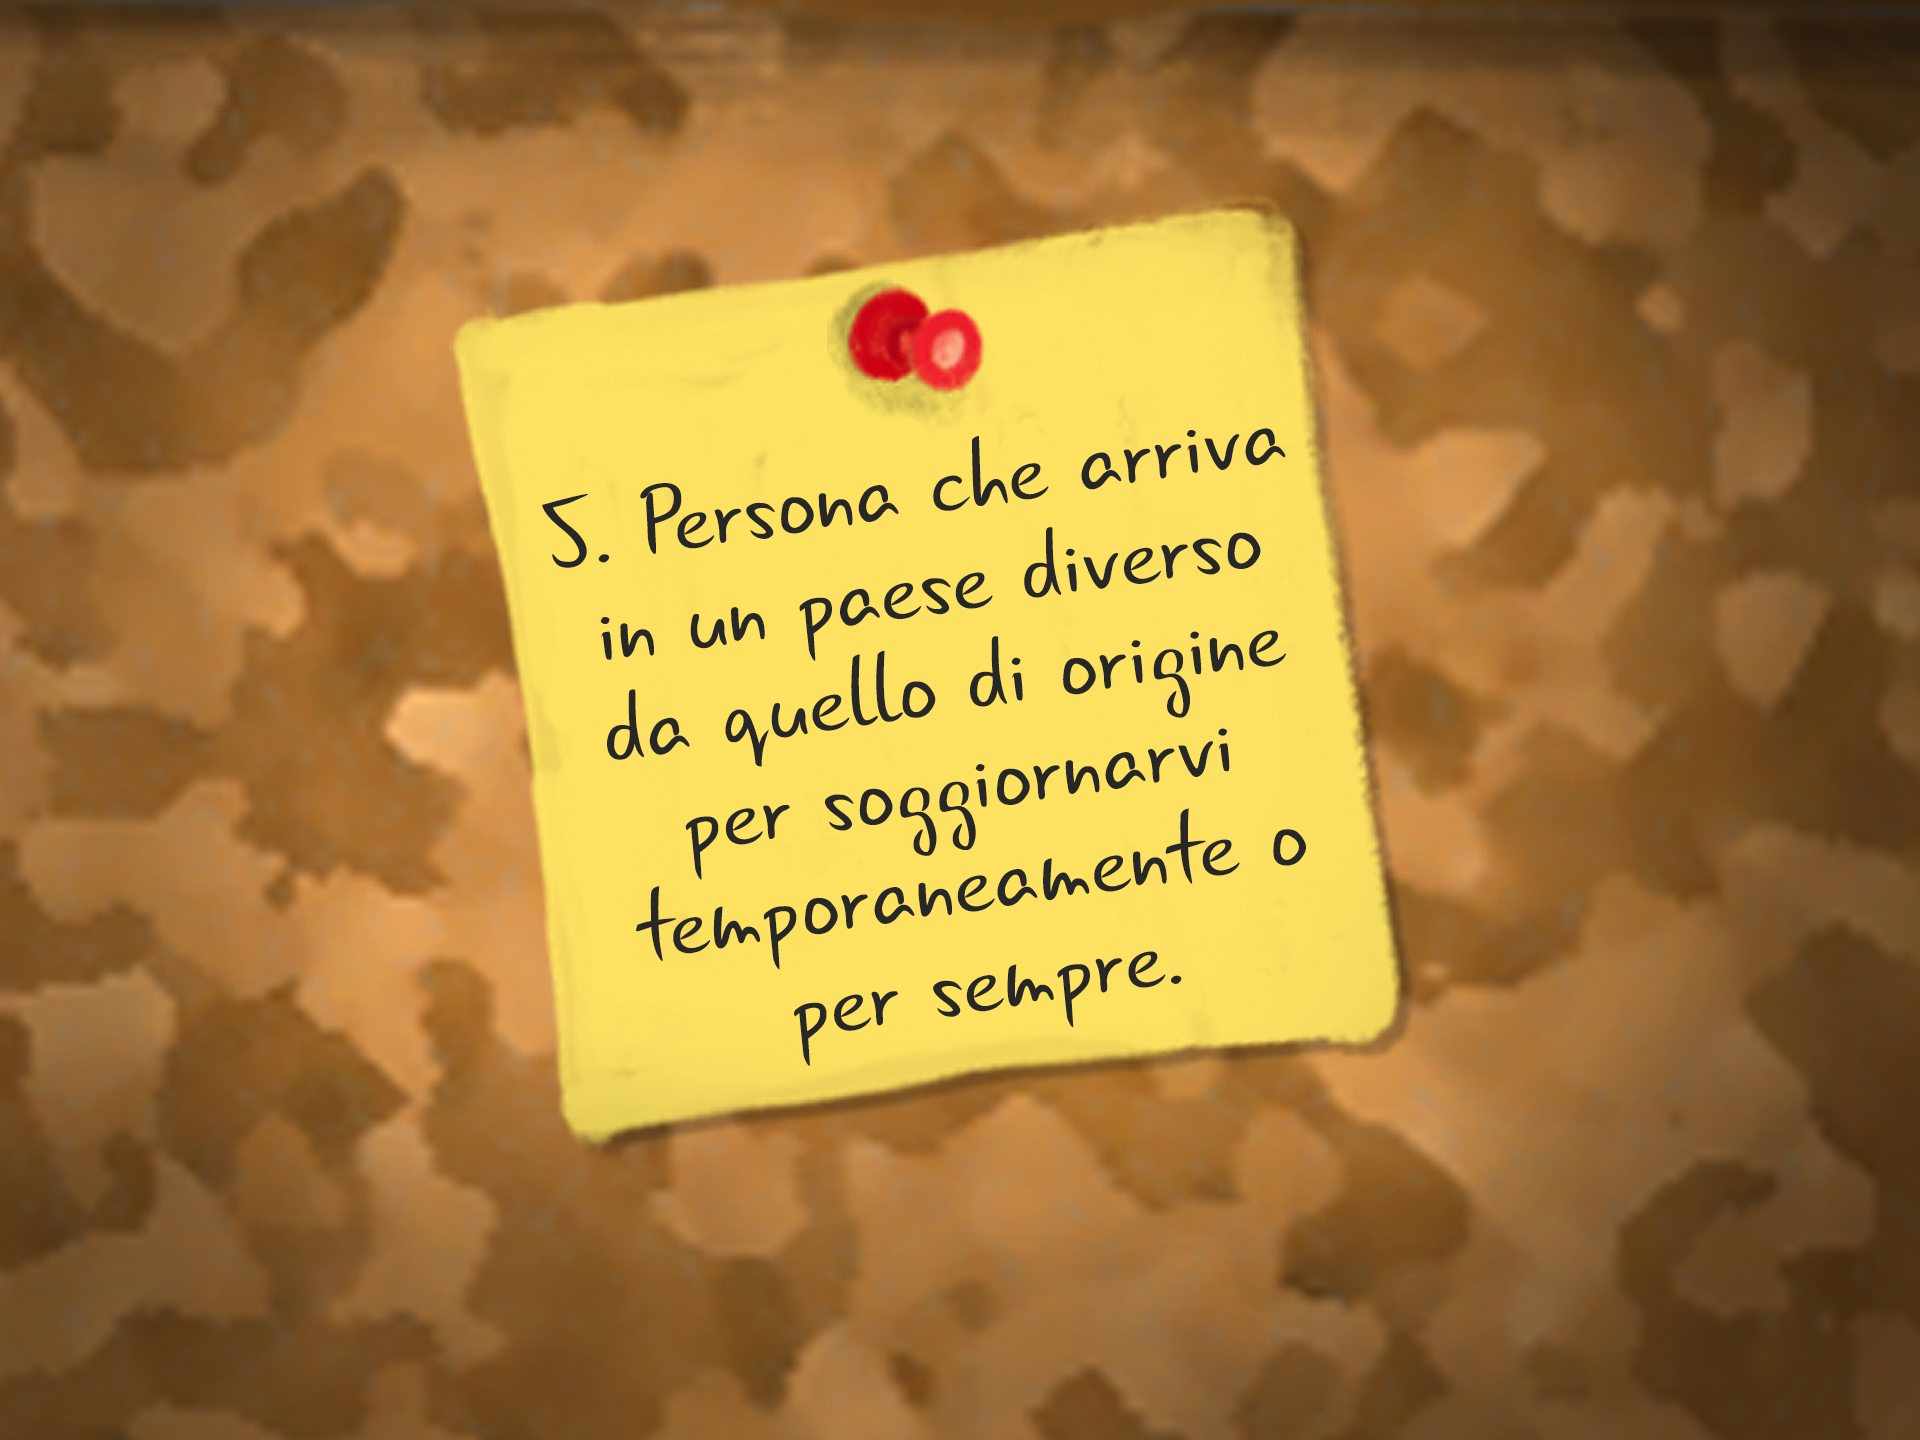 5. Persona che arriva
in un paese diverso
da quello di origine
per soggiornarvi
temporaneamente o
per sempre.